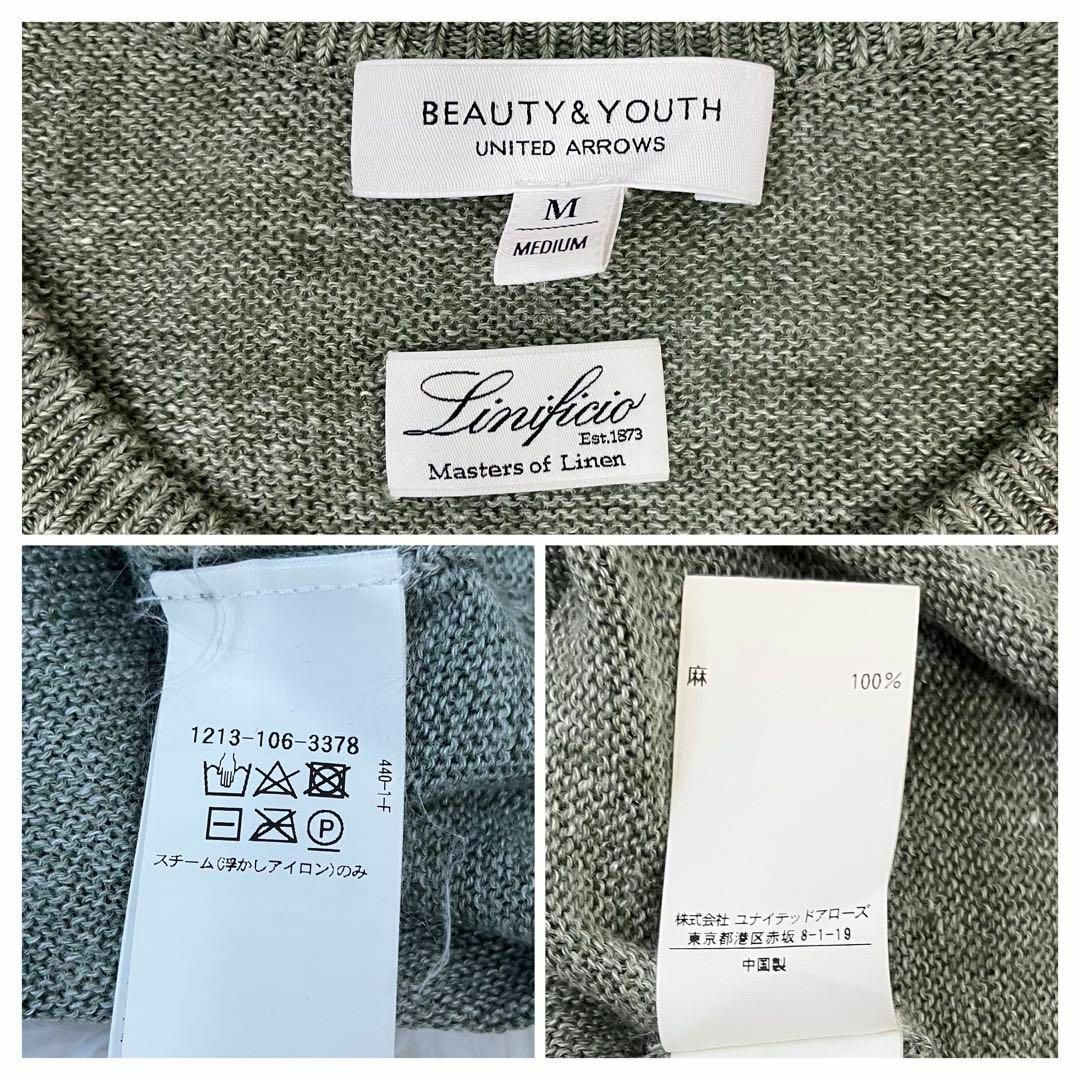 BEAUTY & YOUTH
UNITED ARROWS
M
MEDIUM
Linificio
Est.1873
Masters of Linen
1213-106-3378
440-1-F
P
スチーム(浮かしアイロン)のみ
麻 100%
株式会社 ユナイテッドアローズ
東京都港区赤坂 8-1-19
中国製